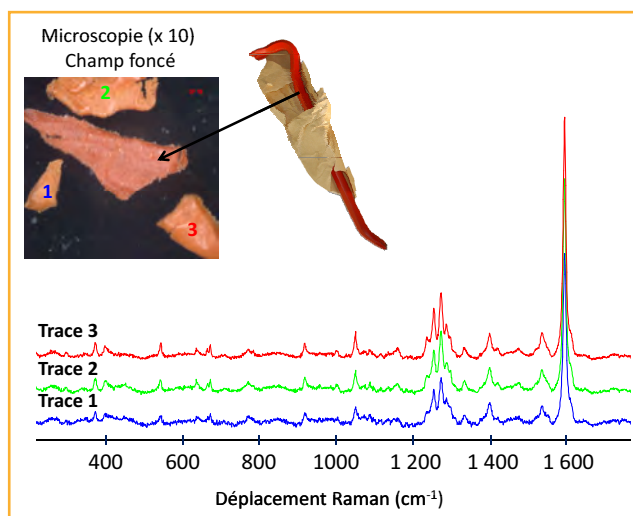 Microscopie (x 10)
Champ foncé
2
1
3
Trace 3
Trace 2
Trace 1
400 600 800 1000 1 200 1 400 1 600
Déplacement Raman (cm⁻¹)